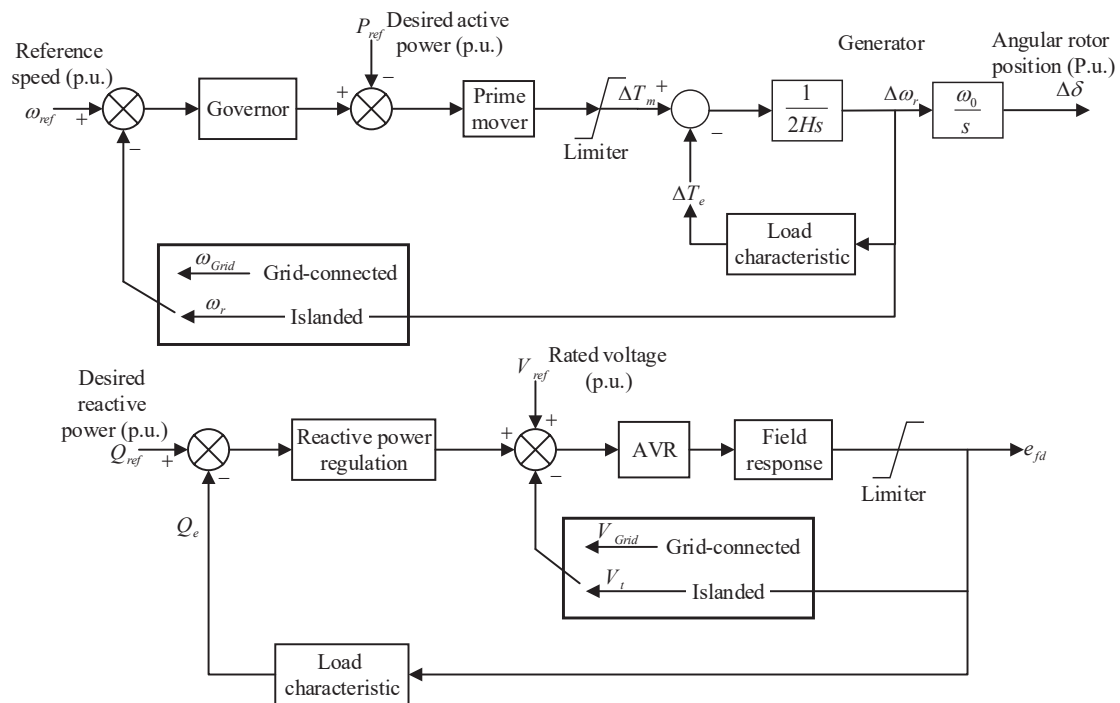 Reference
speed (p.u.)
ω_ref
+
−
Governor
P_ref
Desired active
power (p.u.)
+
−
Prime
mover
Limiter
ΔT_m
+
−
ΔT_e
Generator
1
2Hs
Δω_r
ω_0
s
Angular rotor
position (P.u.)
Δδ
Load
characteristic
ω_Grid
Grid-connected
ω_r
Islanded
Desired
reactive
power (p.u.)
Q_ref
+
−
Q_e
Reactive power
regulation
V_ref
Rated voltage
(p.u.)
+
+
−
AVR
Field
response
Limiter
e_fd
V_Grid
Grid-connected
V_t
Islanded
Load
characteristic